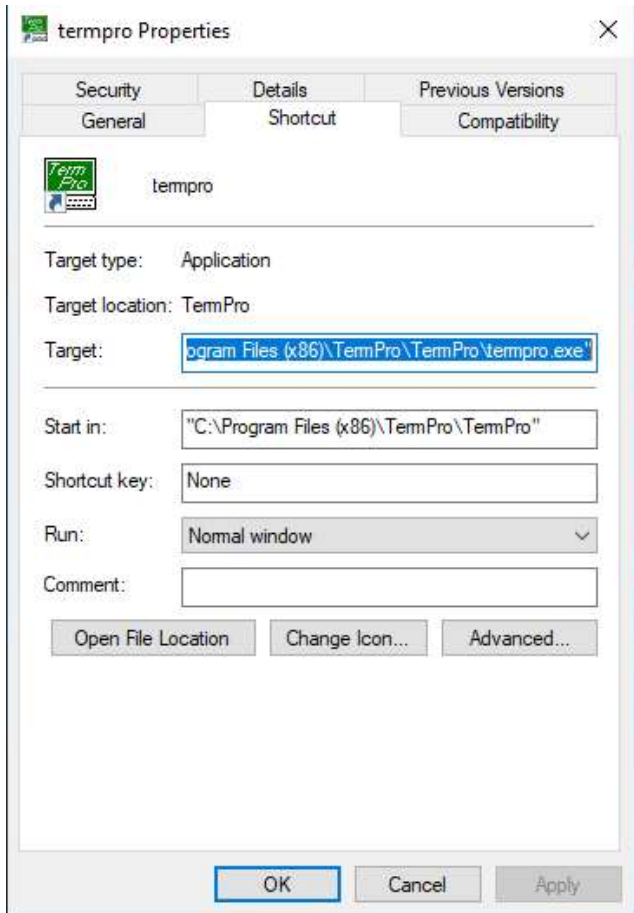 termpro Properties
Security Details Previous Versions
General Shortcut Compatibility
Term
Pro
termpro
Target type: Application
Target location: TermPro
Target: ogram Files (x86)\TermPro\TermPro\termpro.exe"
Start in: "C:\Program Files (x86)\TermPro\TermPro"
Shortcut key: None
Run: Normal window
Comment:
Open File Location Change Icon... Advanced...
OK Cancel Apply